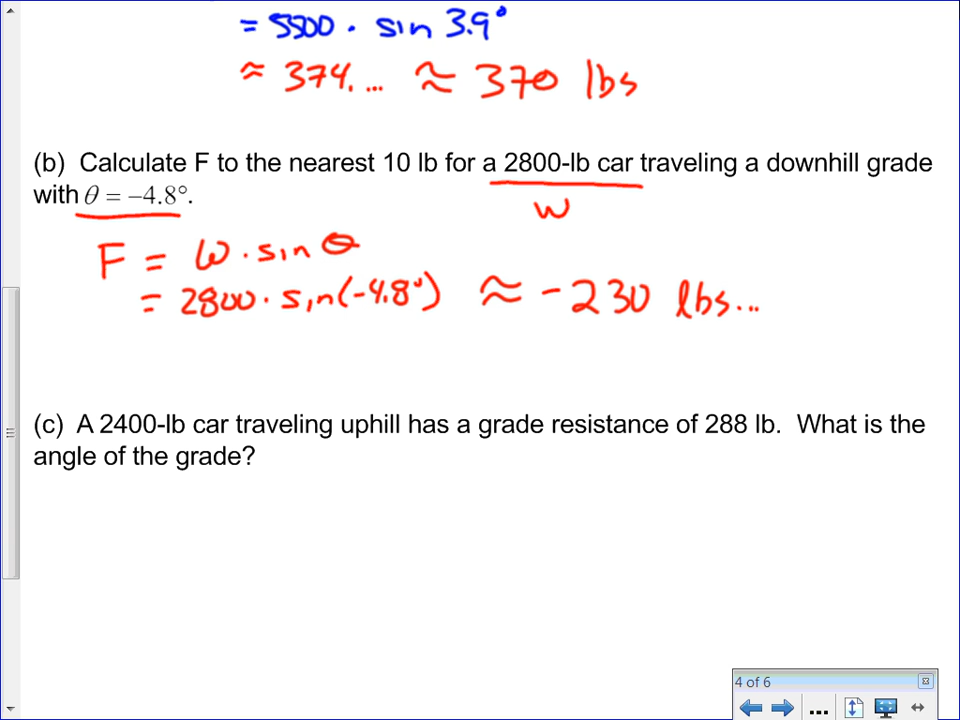 = 5500 · sin 3.9°
≈ 374. ... ≈ 370 lbs
(b) Calculate F to the nearest 10 lb for a 2800-lb car traveling a downhill grade
with θ = –4.8°.
W
F = W · sin θ
= 2800 · sin(-4.8°) ≈ -230 lbs...
(c) A 2400-lb car traveling uphill has a grade resistance of 288 lb. What is the
angle of the grade?
4 of 6
...